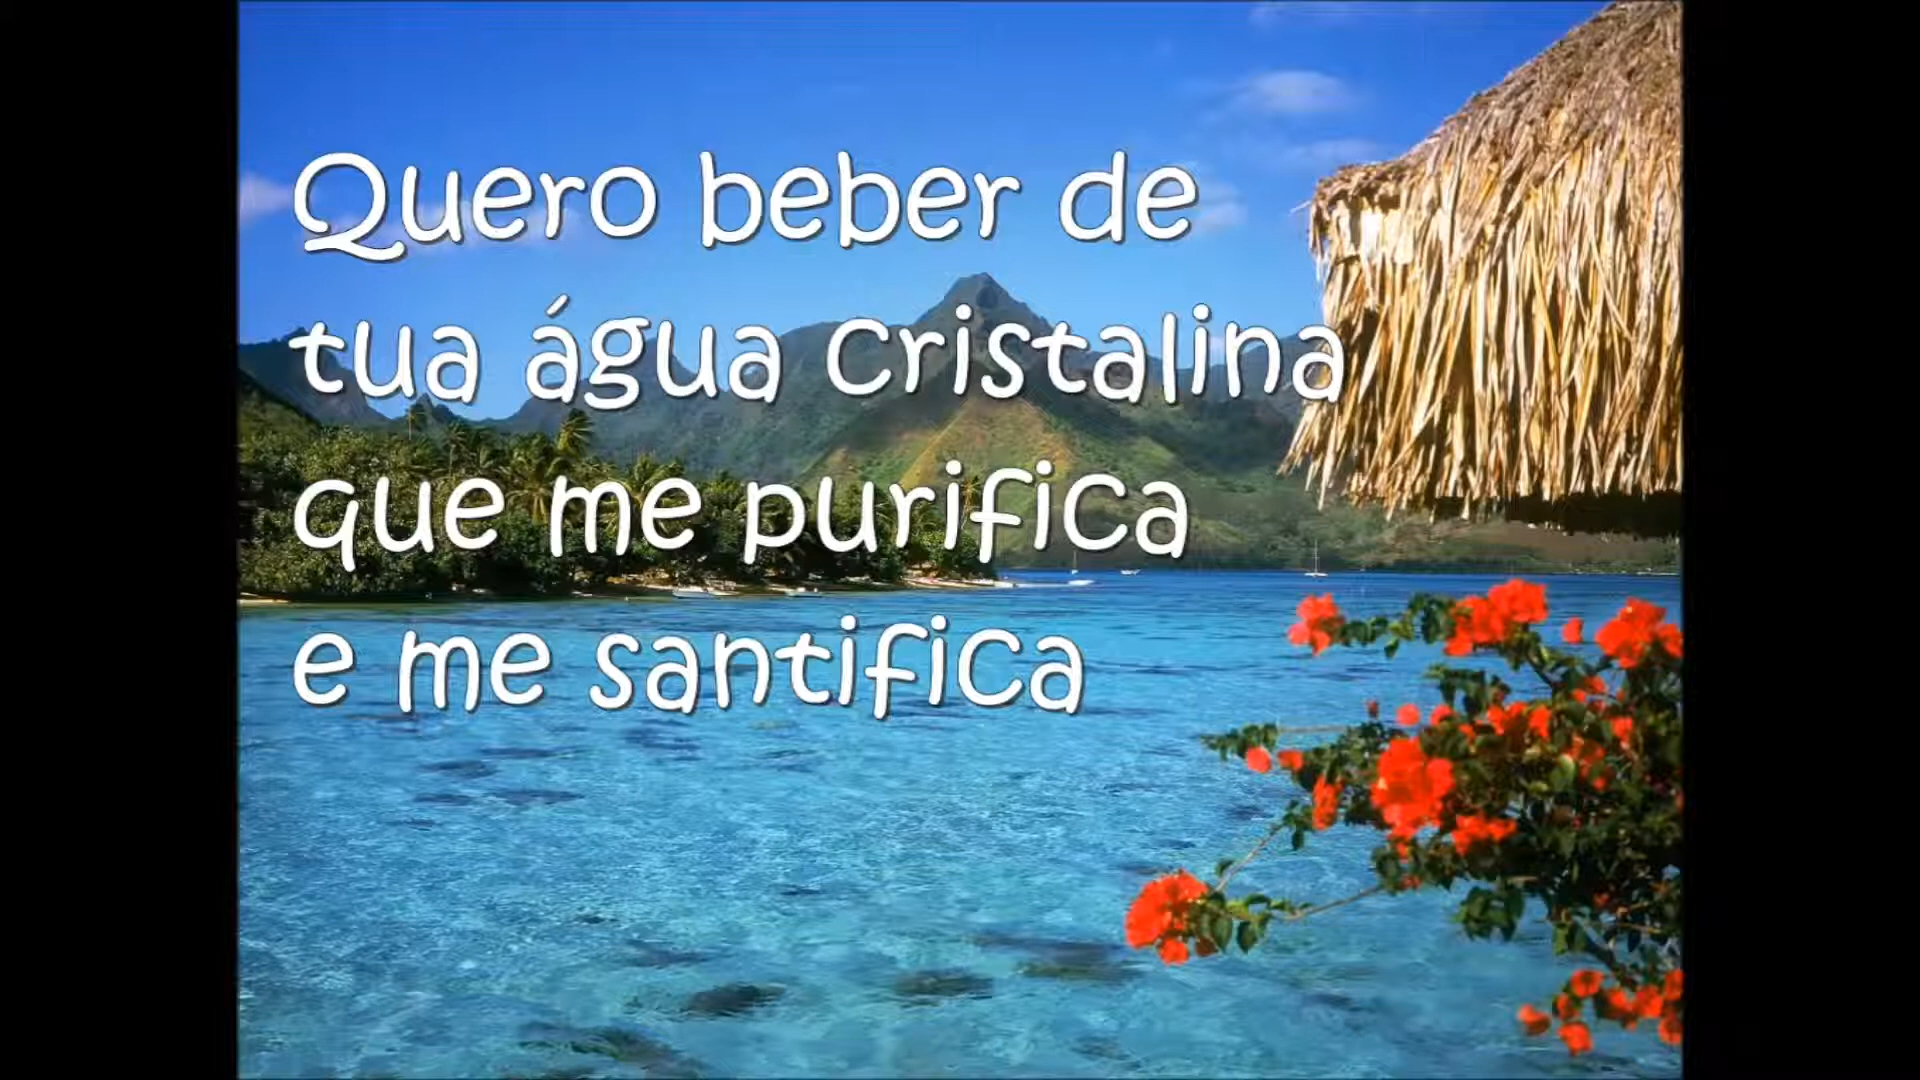 Quero beber de
tua água cristalina
que me purifica
e me santifica